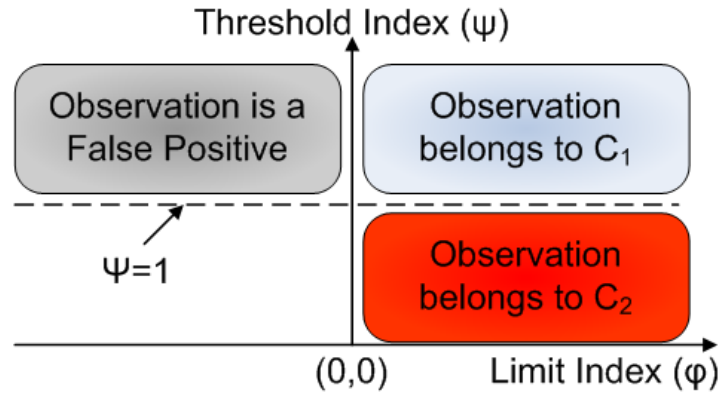 Threshold Index (ψ)
Observation is a
False Positive
Observation
belongs to C₁
Ψ=1
Observation
belongs to C₂
(0,0)
Limit Index (φ)